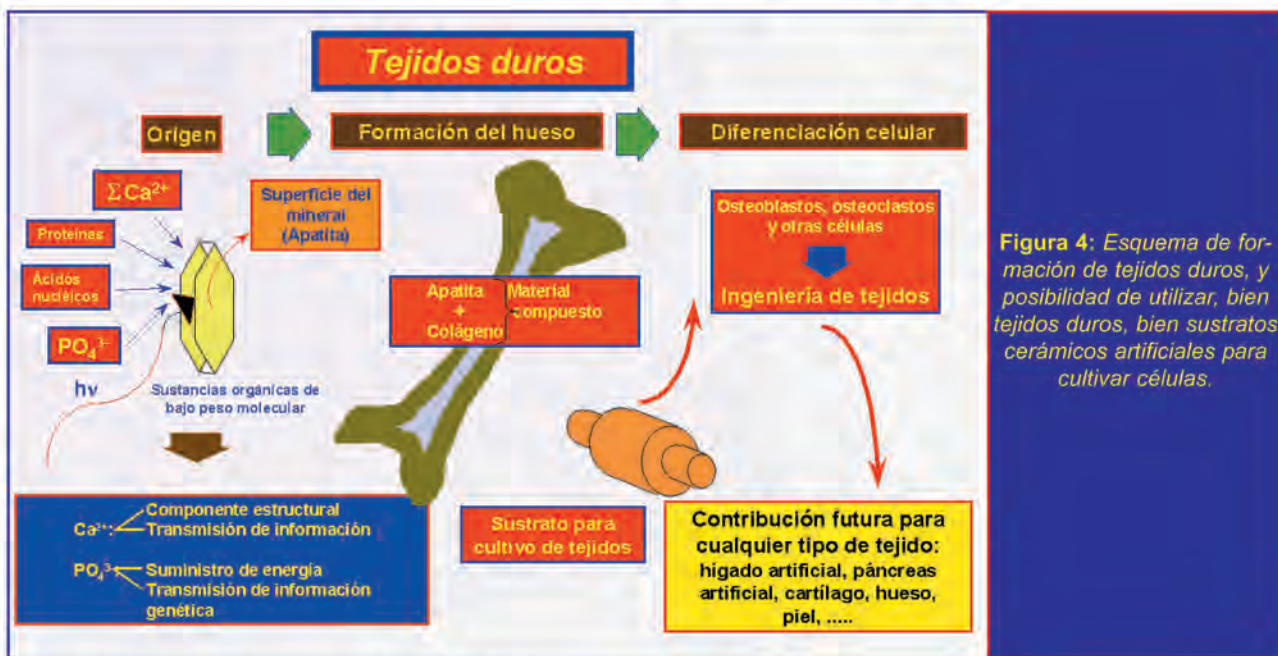 Tejidos duros
Orígen
Formación del hueso
Diferenciación celular
Σ Ca²⁺
Proteínas
Ácidos
nucléicos
PO₄³⁻
hν
Superficie del
mineral
(Apatita)
Sustancias orgánicas de
bajo peso molecular
Ca²⁺:
Componente estructural
Transmisión de información
PO₄³⁻
Suministro de energía
Transmisión de información
genética
Apatita
+
Colágeno
Material
compuesto
Sustrato para
cultivo de tejidos
Osteoblastos, osteoclastos
y otras células
Ingeniería de tejidos
Contribución futura para
cualquier tipo de tejido:
hígado artificial, páncreas
artificial, cartílago, hueso,
piel, .....
Figura 4: Esquema de for-
mación de tejidos duros, y
posibilidad de utilizar, bien
tejidos duros, bien sustratos
cerámicos artificiales para
cultivar células.